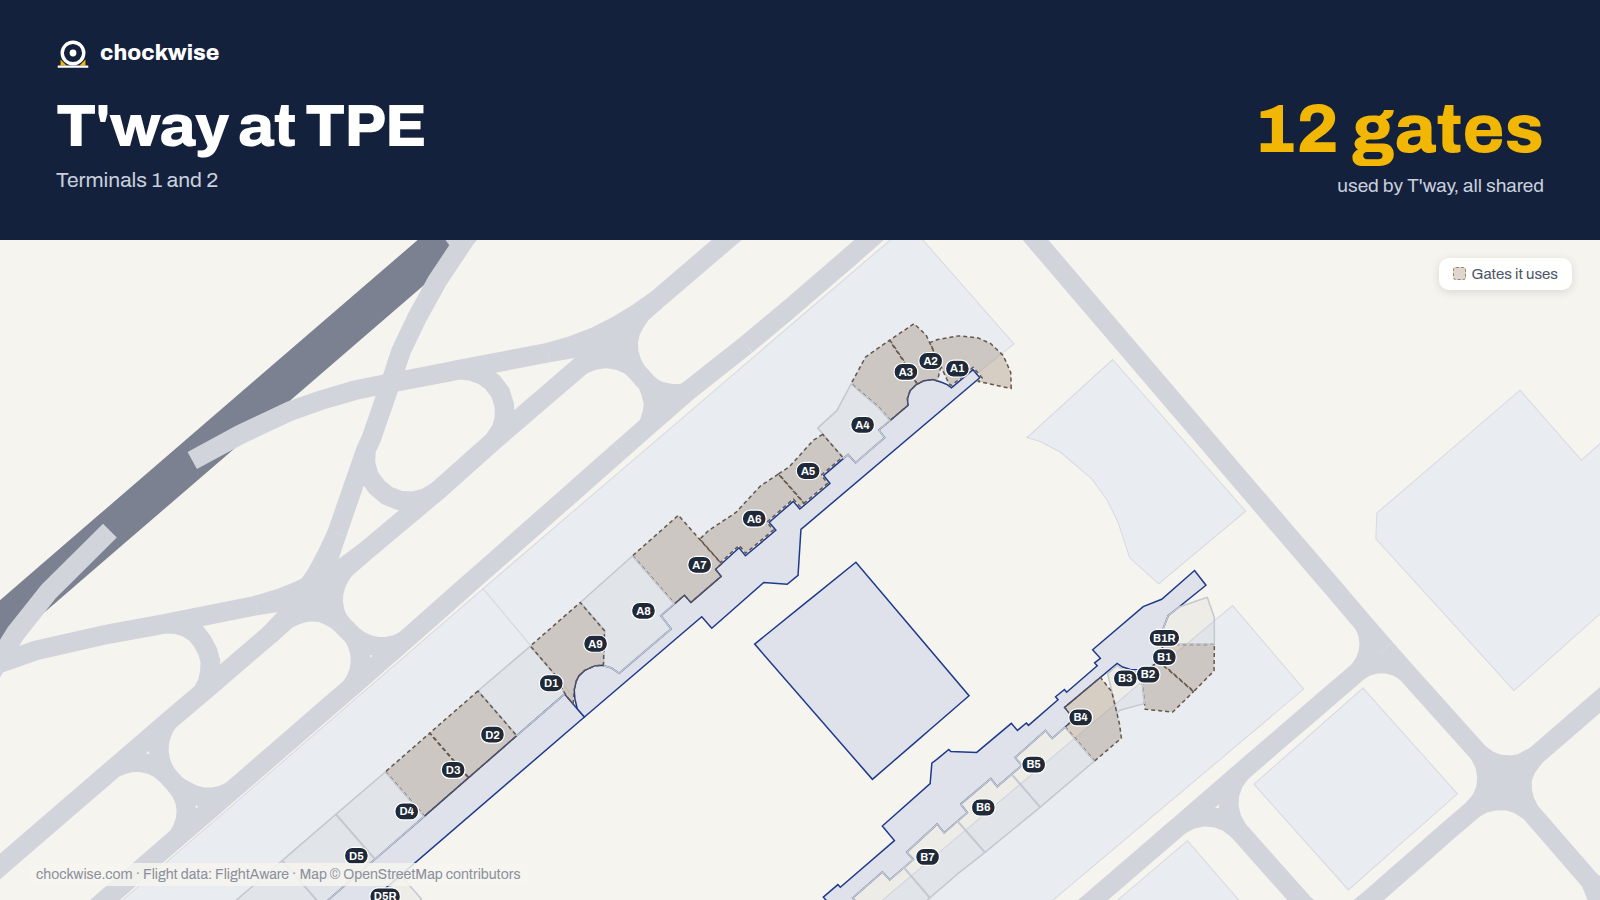 chockwise
T'way at TPE
Terminals 1 and 2
12 gates
used by T'way, all shared
Gates it uses
A1
A2
A3
A4
A5
A6
A7
A8
A9
D1
D2
D3
D4
D5
D5R
B1R
B1
B2
B3
B4
B5
B6
B7
chockwise.com · Flight data: FlightAware · Map © OpenStreetMap contributors